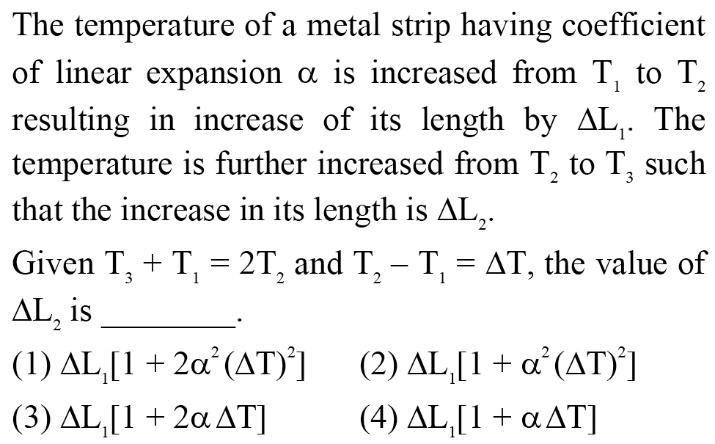 The temperature of a metal strip having coefficient
of linear expansion α is increased from T₁ to T₂
resulting in increase of its length by ΔL₁. The
temperature is further increased from T₂ to T₃ such
that the increase in its length is ΔL₂.
Given T₃ + T₁ = 2T₂ and T₂ – T₁ = ΔT, the value of
ΔL₂ is ________.
(1) ΔL₁[1 + 2α²(ΔT)²] (2) ΔL₁[1 + α²(ΔT)²]
(3) ΔL₁[1 + 2αΔT] (4) ΔL₁[1 + αΔT]